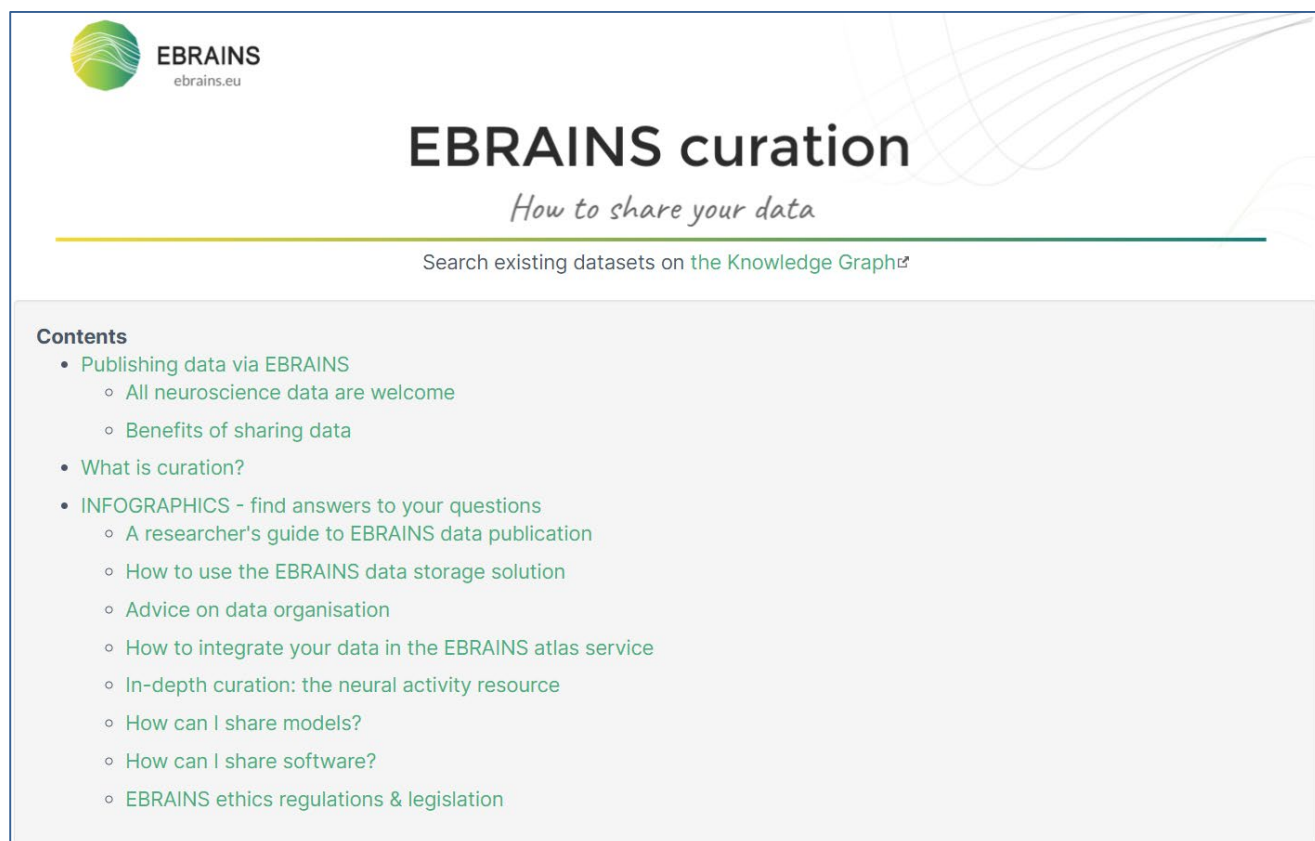 EBRAINS
ebrains.eu
EBRAINS curation
How to share your data
Search existing datasets on the Knowledge Graph
Contents
• Publishing data via EBRAINS
◦ All neuroscience data are welcome
◦ Benefits of sharing data
• What is curation?
• INFOGRAPHICS - find answers to your questions
◦ A researcher's guide to EBRAINS data publication
◦ How to use the EBRAINS data storage solution
◦ Advice on data organisation
◦ How to integrate your data in the EBRAINS atlas service
◦ In-depth curation: the neural activity resource
◦ How can I share models?
◦ How can I share software?
◦ EBRAINS ethics regulations & legislation